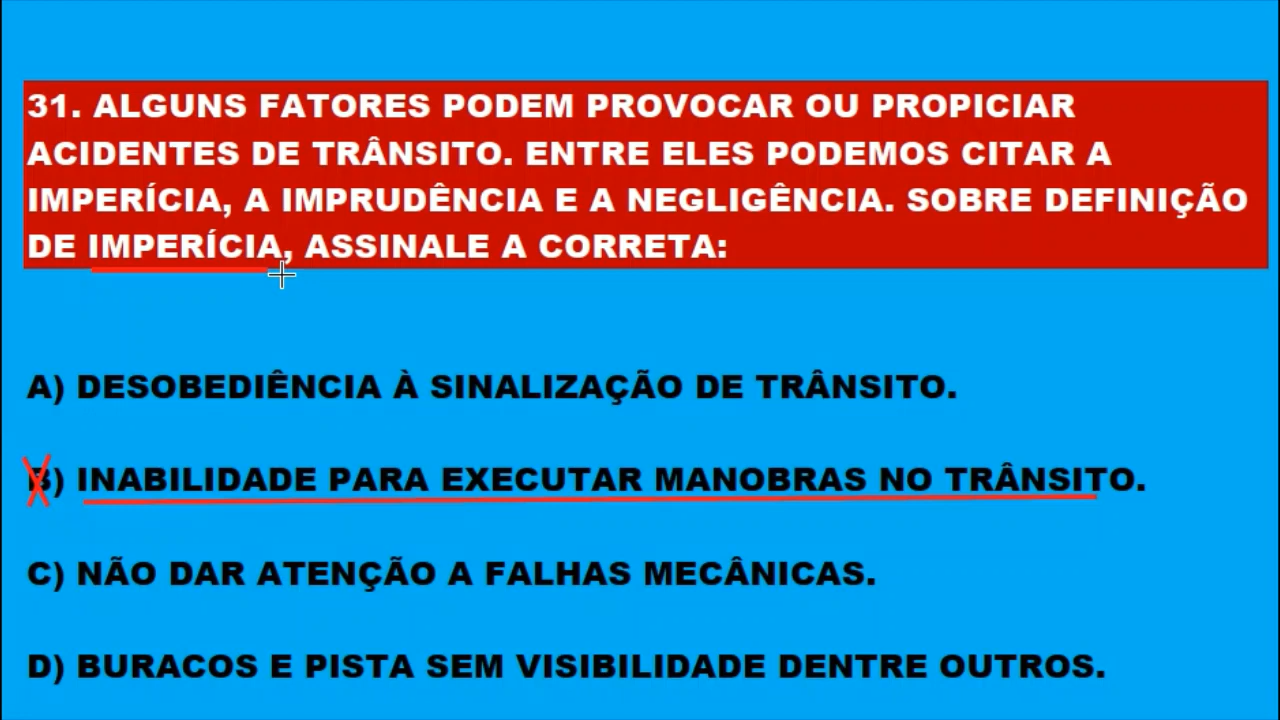 31. ALGUNS FATORES PODEM PROVOCAR OU PROPICIAR
ACIDENTES DE TRÂNSITO. ENTRE ELES PODEMOS CITAR A
IMPERÍCIA, A IMPRUDÊNCIA E A NEGLIGÊNCIA. SOBRE DEFINIÇÃO
DE IMPERÍCIA, ASSINALE A CORRETA:
A) DESOBEDIÊNCIA À SINALIZAÇÃO DE TRÂNSITO.
B) INABILIDADE PARA EXECUTAR MANOBRAS NO TRÂNSITO.
C) NÃO DAR ATENÇÃO A FALHAS MECÂNICAS.
D) BURACOS E PISTA SEM VISIBILIDADE DENTRE OUTROS.